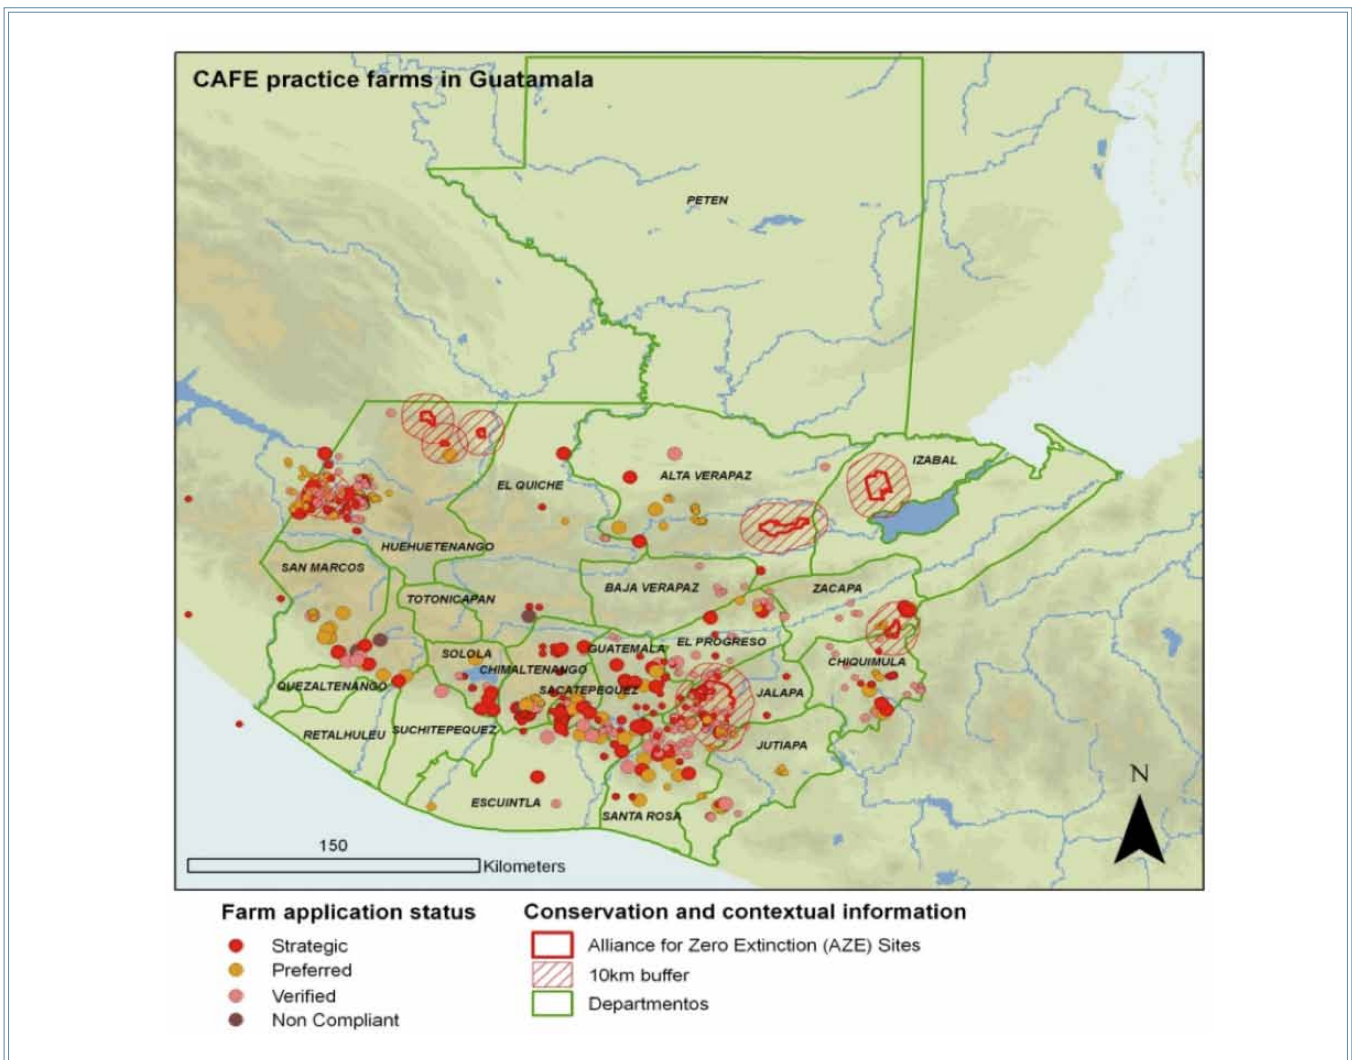 CAFE practice farms in Guatamala
PETEN
IZABAL
ALTA VERAPAZ
EL QUICHE
HUEHUETENANGO
SAN MARCOS
BAJA VERAPAZ
ZACAPA
TOTONICAPAN
EL PROGRESO
GUATEMALA
SOLOLA
CHIQUIMULA
CHIMALTENANGO
QUEZALTENANGO
SACATEPEQUEZ
JALAPA
RETALHULEU
SUCHITEPEQUEZ
JUTIAPA
ESCUINTLA
SANTA ROSA
N
150
Kilometers
Farm application status
Strategic
Preferred
Verified
Non Compliant
Conservation and contextual information
Alliance for Zero Extinction (AZE) Sites
10km buffer
Departmentos